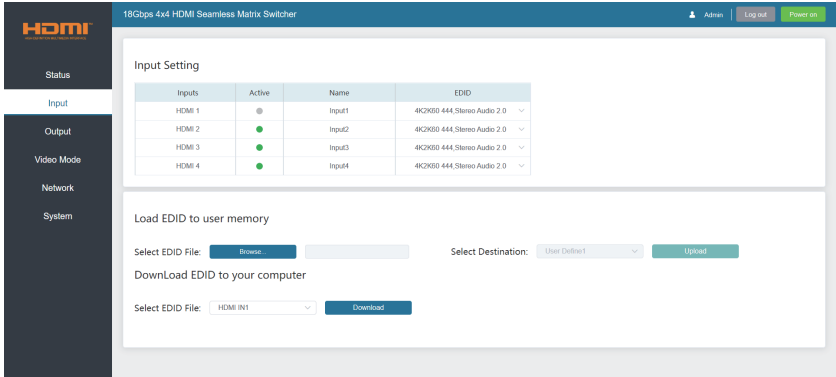 HDMI
18Gbps 4x4 HDMI Seamless Matrix Switcher
Admin
Log out
Power on
Status
Input
Output
Video Mode
Network
System
Input Setting
Inputs Active Name EDID
HDMI 1 Input1 4K2K60 444,Stereo Audio 2.0
HDMI 2 Input2 4K2K60 444,Stereo Audio 2.0
HDMI 3 Input3 4K2K60 444,Stereo Audio 2.0
HDMI 4 Input4 4K2K60 444,Stereo Audio 2.0
Load EDID to user memory
Select EDID File: Browse... Select Destination: User Define1 Upload
DownLoad EDID to your computer
Select EDID File: HDMI IN1 Download